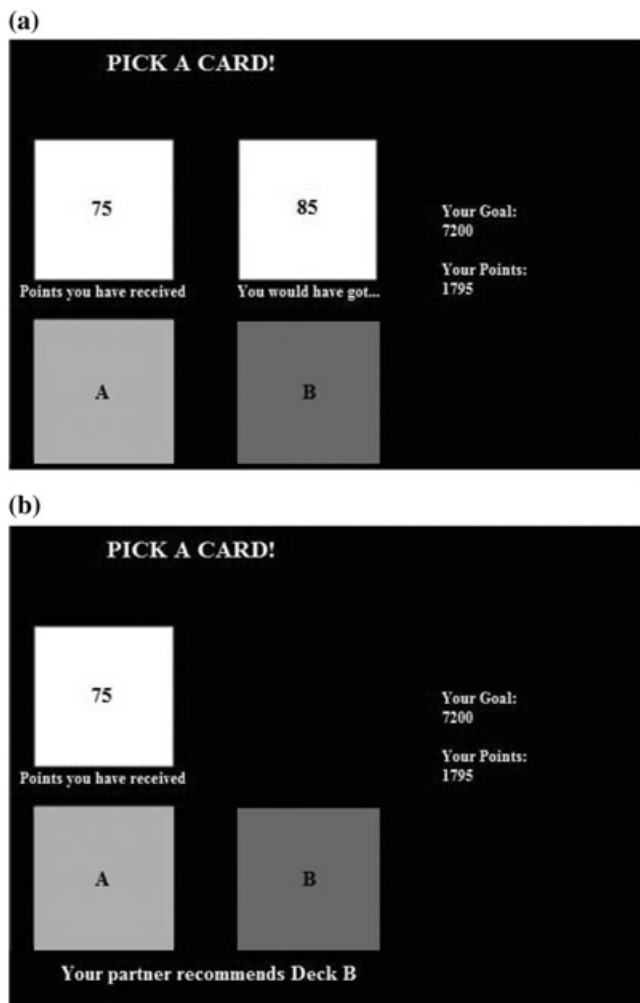 (a)
PICK A CARD!
75
85
Your Goal:
7200
Your Points:
1795
Points you have received
You would have got...
A
B
(b)
PICK A CARD!
75
Your Goal:
7200
Your Points:
1795
Points you have received
A
B
Your partner recommends Deck B